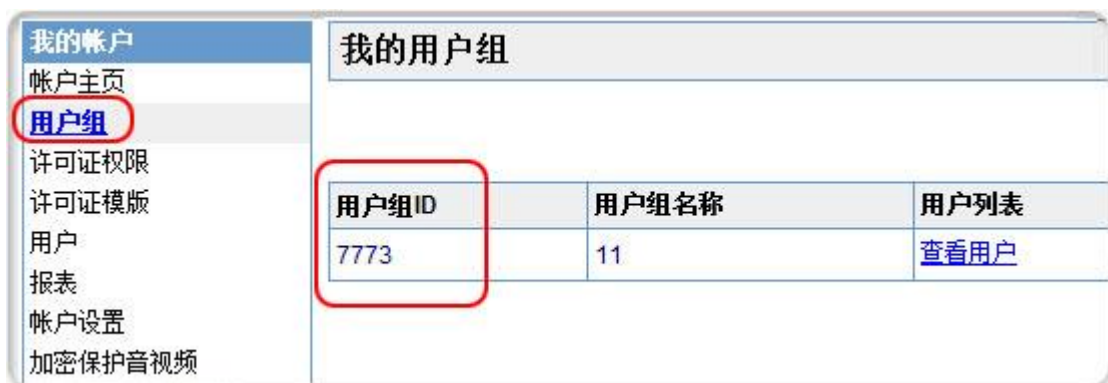 我的帐户
帐户主页
用户组
许可证权限
许可证模版
用户
报表
帐户设置
加密保护音视频
我的用户组
用户组ID 用户组名称 用户列表
7773 11 查看用户